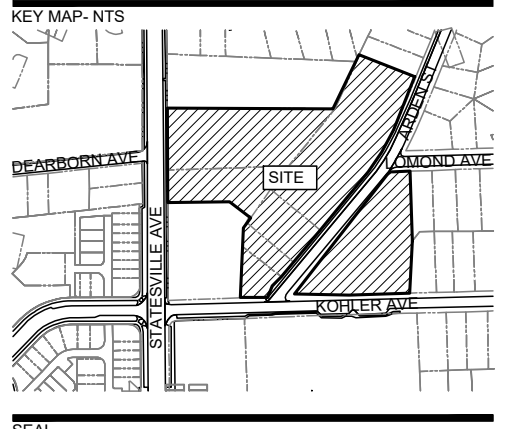 KEY MAP- NTS
ARDEN ST
DEARBORN AVE
LOMOND AVE
SITE
STATESVILLE AVE
KOHLER AVE
SEAL